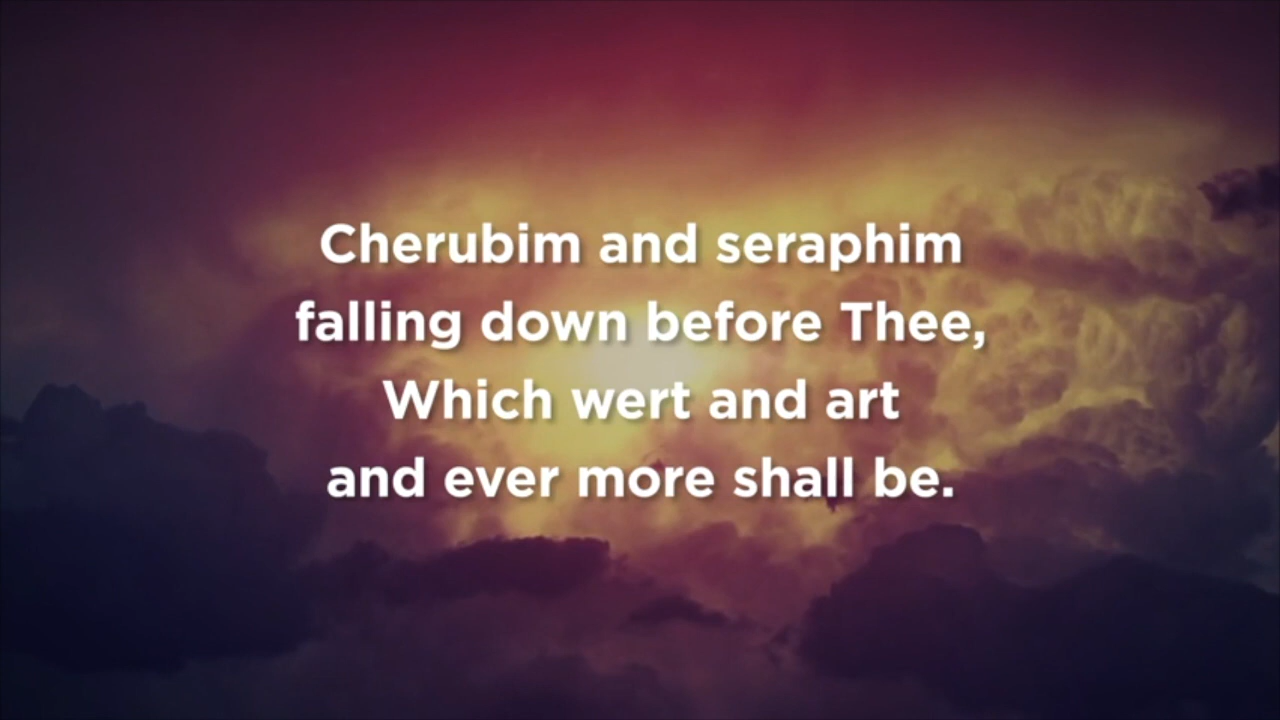 Cherubim and seraphim
falling down before Thee,
Which wert and art
and ever more shall be.